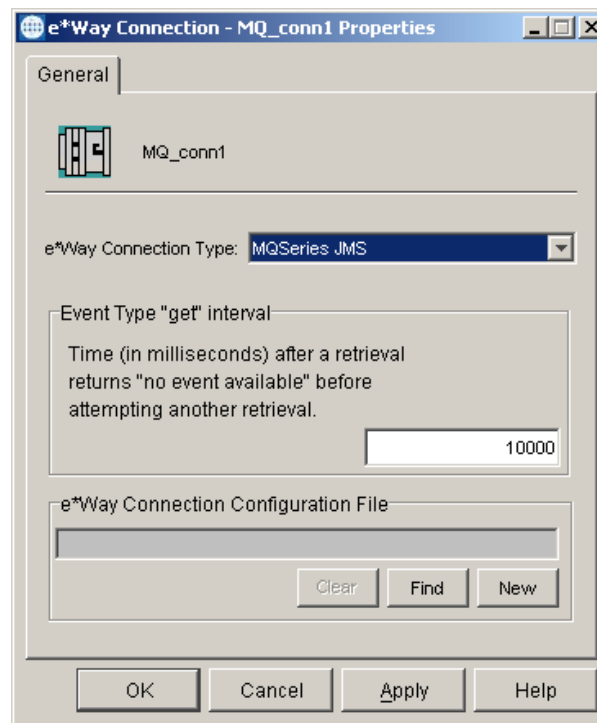 e*Way Connection - MQ_conn1 Properties
General
MQ_conn1
e*Way Connection Type: MQSeries JMS
Event Type "get" interval
Time (in milliseconds) after a retrieval
returns "no event available" before
attempting another retrieval.
10000
e*Way Connection Configuration File
Clear Find New
OK Cancel Apply Help